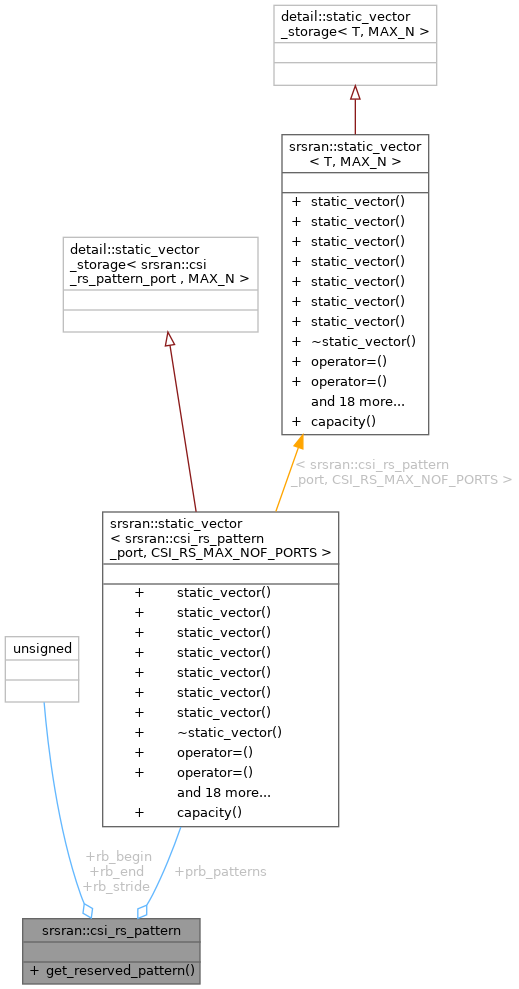 detail::static_vector
_storage< T, MAX_N >
srsran::static_vector
< T, MAX_N >
+ static_vector()
+ static_vector()
+ static_vector()
+ static_vector()
+ static_vector()
+ static_vector()
+ static_vector()
+ ~static_vector()
+ operator=()
+ operator=()
and 18 more...
+ capacity()
detail::static_vector
_storage< srsran::csi
_rs_pattern_port , MAX_N >
< srsran::csi_rs_pattern
_port, CSI_RS_MAX_NOF_PORTS >
srsran::static_vector
< srsran::csi_rs_pattern
_port, CSI_RS_MAX_NOF_PORTS >
+ static_vector()
+ static_vector()
+ static_vector()
+ static_vector()
+ static_vector()
+ static_vector()
+ static_vector()
+ ~static_vector()
+ operator=()
+ operator=()
and 18 more...
+ capacity()
unsigned
+rb_begin
+rb_end
+rb_stride
+prb_patterns
srsran::csi_rs_pattern
+ get_reserved_pattern()